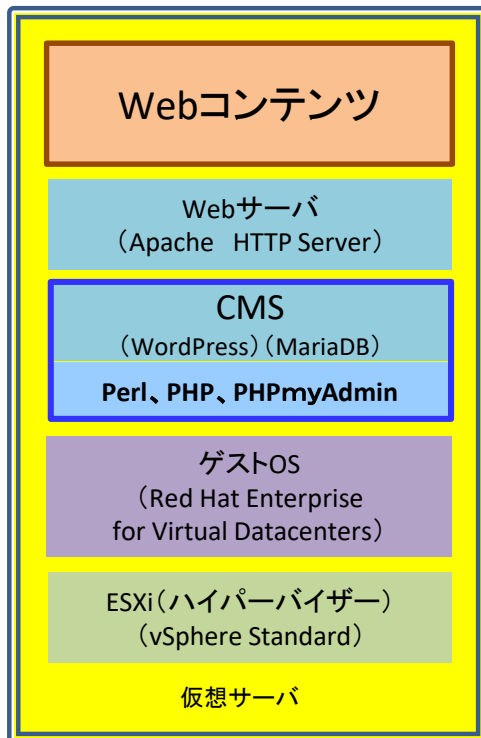 Webコンテンツ
Webサーバ
（Apache HTTP Server）
CMS
（WordPress）（MariaDB）
Perl、PHP、PHPmyAdmin
ゲストOS
（Red Hat Enterprise
for Virtual Datacenters）
ESXi（ハイパーバイザー）
（vSphere Standard）
仮想サーバ